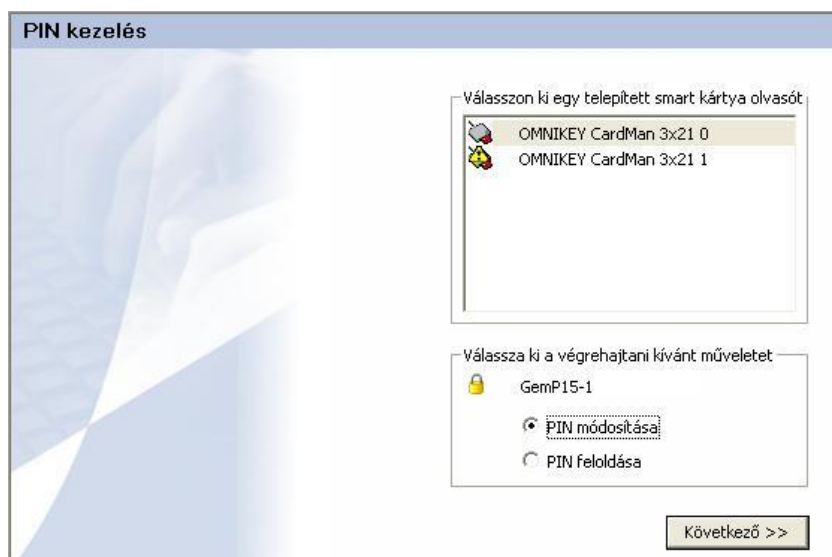 PIN kezelés
Válasszon ki egy telepített smart kártya olvasót
OMNIKEY CardMan 3x21 0
OMNIKEY CardMan 3x21 1
Válassza ki a végrehajtani kívánt műveletet
GemP15-1
PIN módosítása
PIN feloldása
Következő >>